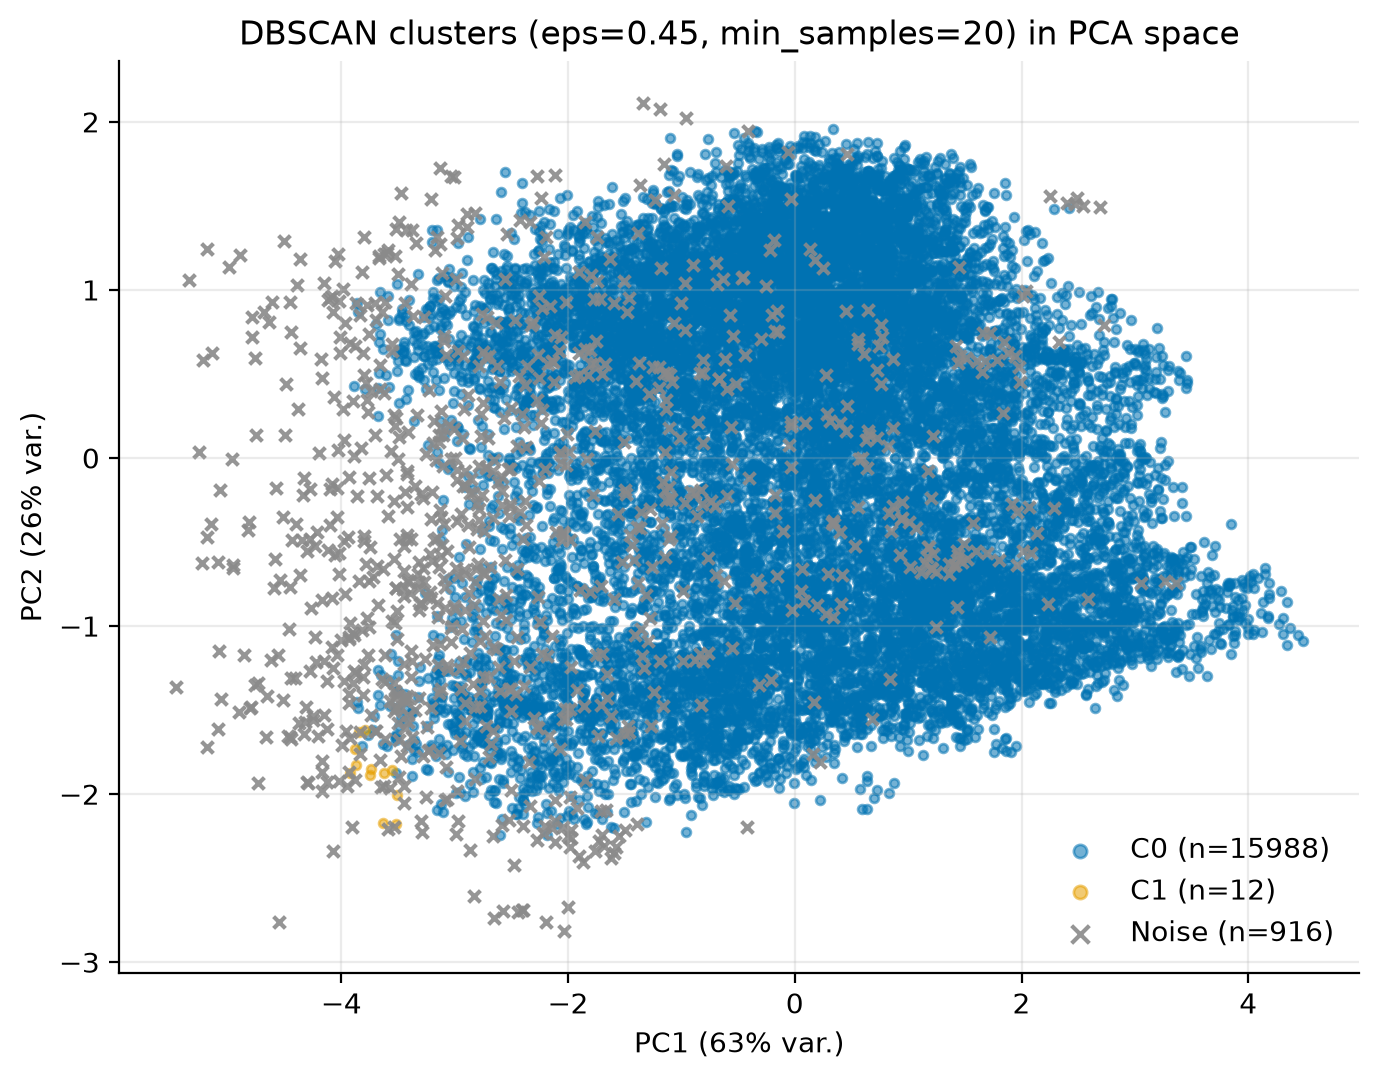 DBSCAN clusters (eps=0.45, min_samples=20) in PCA space
PC2 (26% var.)
2
1
0
−1
−2
−3
C0 (n=15988)
C1 (n=12)
Noise (n=916)
−4
−2
0
2
4
PC1 (63% var.)